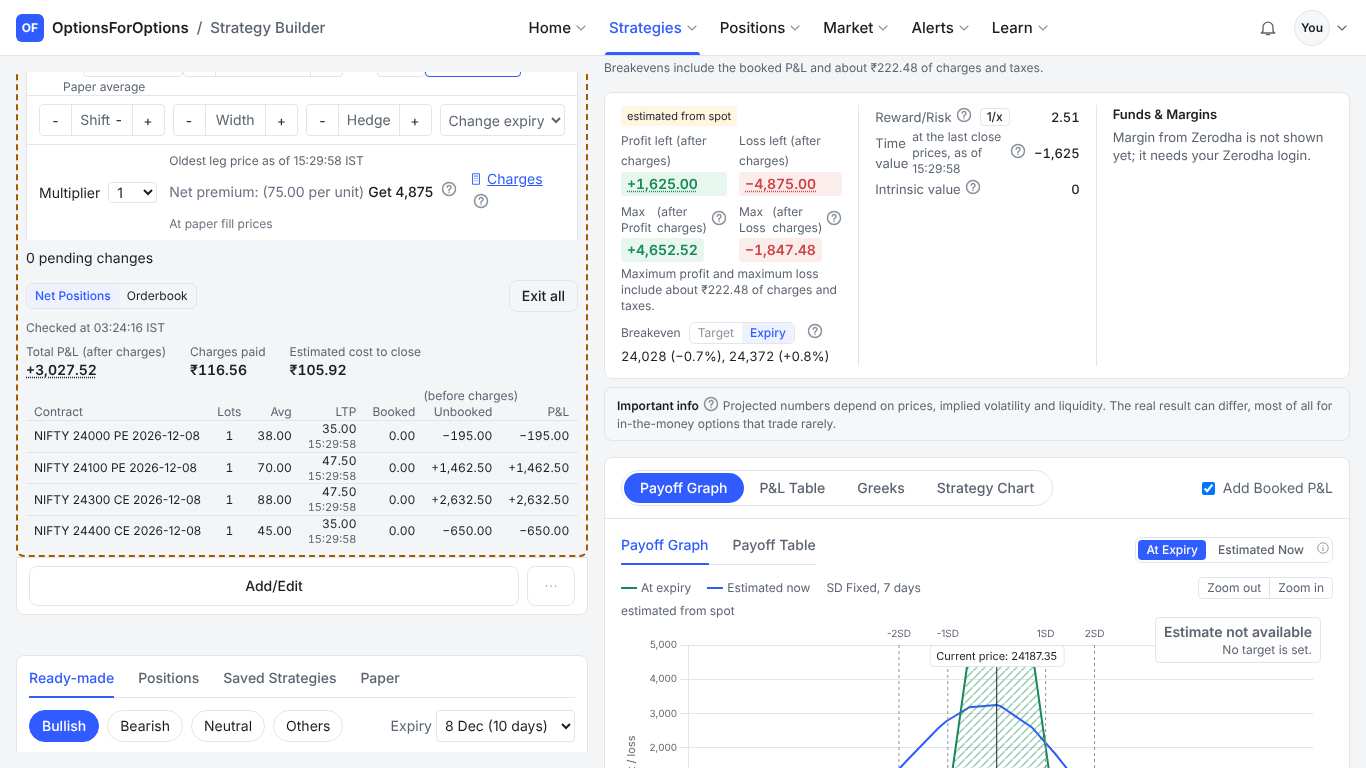 OF OptionsForOptions / Strategy Builder
Home Strategies Positions Market Alerts Learn You
Paper average
- Shift - + - Width + - Hedge + Change expiry
Oldest leg price as of 15:29:58 IST
Multiplier 1 Net premium: (75.00 per unit) Get 4,875 Charges
At paper fill prices
0 pending changes
Net Positions Orderbook Exit all
Checked at 03:24:16 IST
Total P&L (after charges) Charges paid Estimated cost to close
+3,027.52 ₹116.56 ₹105.92
(before charges)
Contract Lots Avg LTP Booked Unbooked P&L
NIFTY 24000 PE 2026-12-08 1 38.00 35.00 0.00 −195.00 −195.00
15:29:58
NIFTY 24100 PE 2026-12-08 1 70.00 47.50 0.00 +1,462.50 +1,462.50
15:29:58
NIFTY 24300 CE 2026-12-08 1 88.00 47.50 0.00 +2,632.50 +2,632.50
15:29:58
NIFTY 24400 CE 2026-12-08 1 45.00 35.00 0.00 −650.00 −650.00
15:29:58
Add/Edit ...
Ready-made Positions Saved Strategies Paper
Bullish Bearish Neutral Others Expiry 8 Dec (10 days)
Breakevens include the booked P&L and about ₹222.48 of charges and taxes.
estimated from spot
Profit left (after charges) Loss left (after charges)
+1,625.00 −4,875.00
Max Profit (after charges) Max Loss (after charges)
+4,652.52 −1,847.48
Maximum profit and maximum loss
include about ₹222.48 of charges and
taxes.
Breakeven Target Expiry
24,028 (−0.7%), 24,372 (+0.8%)
Reward/Risk 1/x 2.51
Time value at the last close prices, as of 15:29:58 −1,625
Intrinsic value 0
Funds & Margins
Margin from Zerodha is not shown
yet; it needs your Zerodha login.
Important info Projected numbers depend on prices, implied volatility and liquidity. The real result can differ, most of all for
in-the-money options that trade rarely.
Payoff Graph P&L Table Greeks Strategy Chart Add Booked P&L
Payoff Graph Payoff Table At Expiry Estimated Now
At expiry Estimated now SD Fixed, 7 days Zoom out Zoom in
estimated from spot
-2SD -1SD 1SD 2SD
Estimate not available
No target is set.
Current price: 24187.35
5,000
4,000
3,000
2,000
/ loss